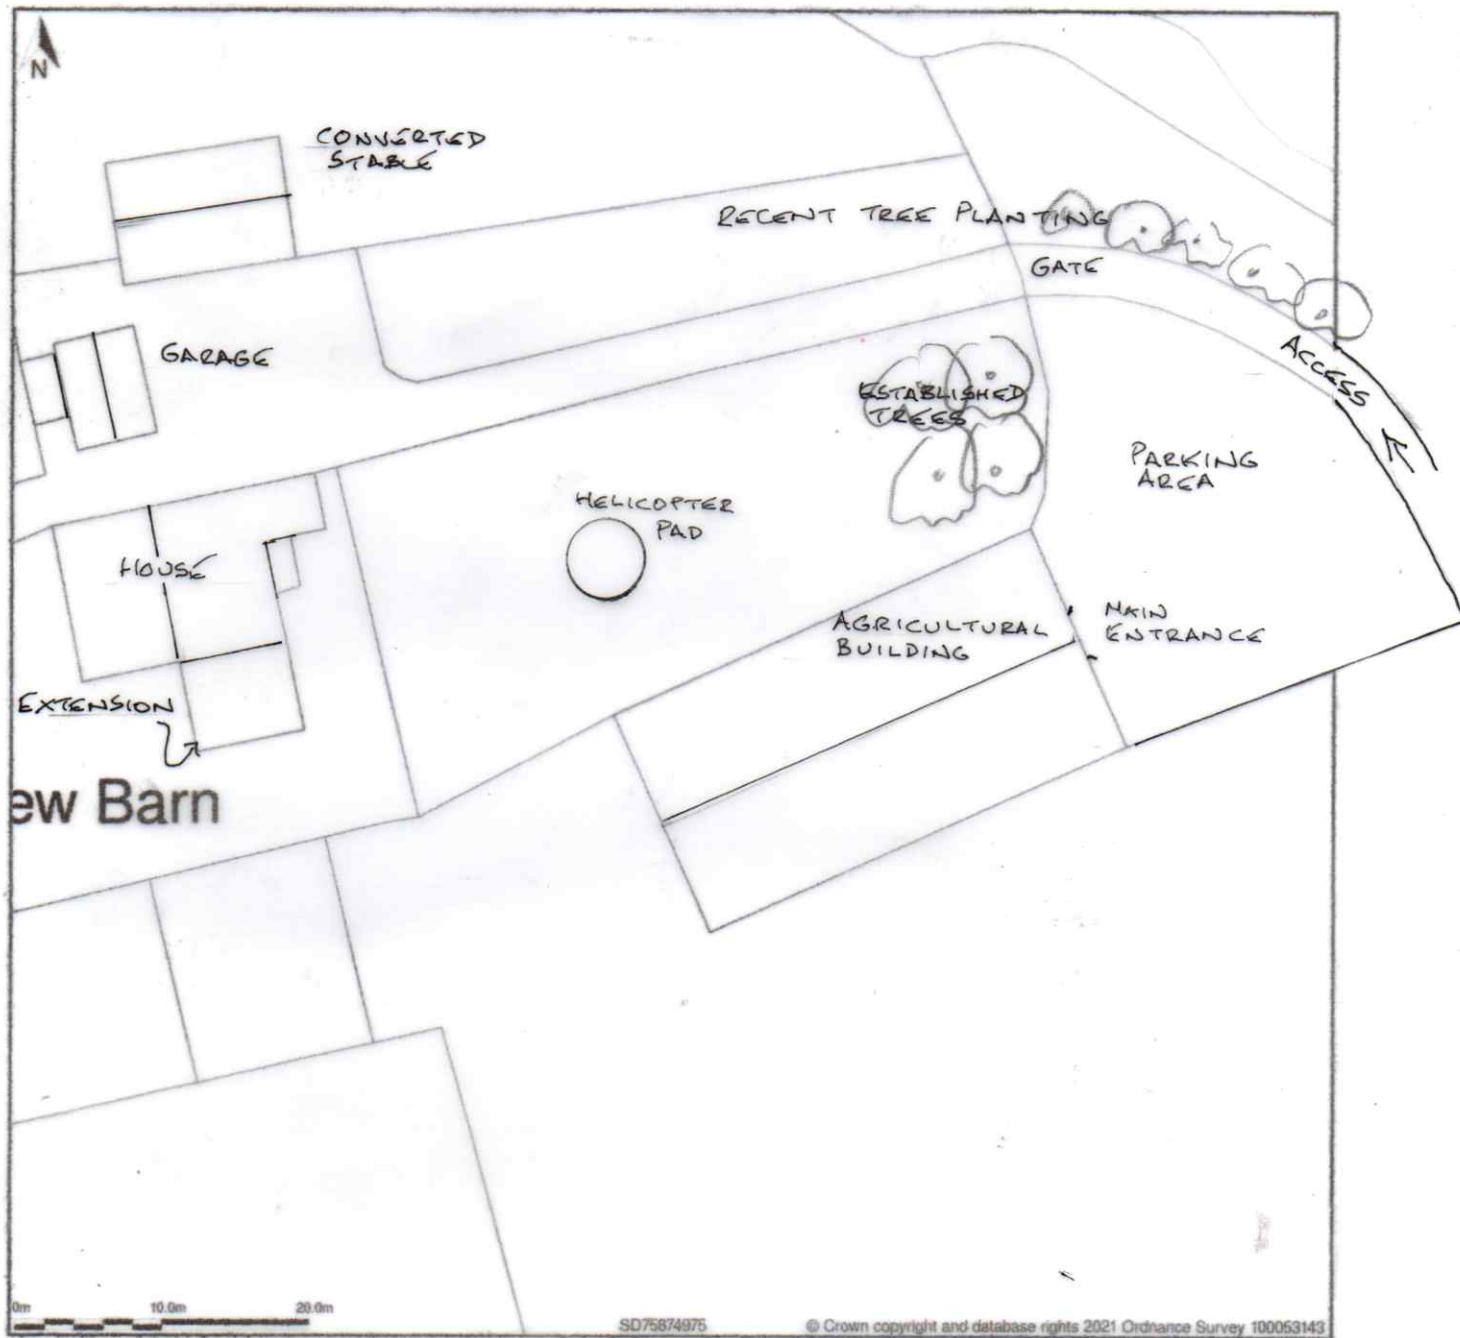 N
CONVERTED
STABLE
RECENT TREE PLANTING
GATE
GARAGE
ACCESS
ESTABLISHED
TREES
PARKING
AREA
HELICOPTER
PAD
HOUSE
AGRICULTURAL
BUILDING
MAIN
ENTRANCE
EXTENSION
ew Barn
0m 10.0m 20.0m
SD75874975
© Crown copyright and database rights 2021 Ordnance Survey 100053143